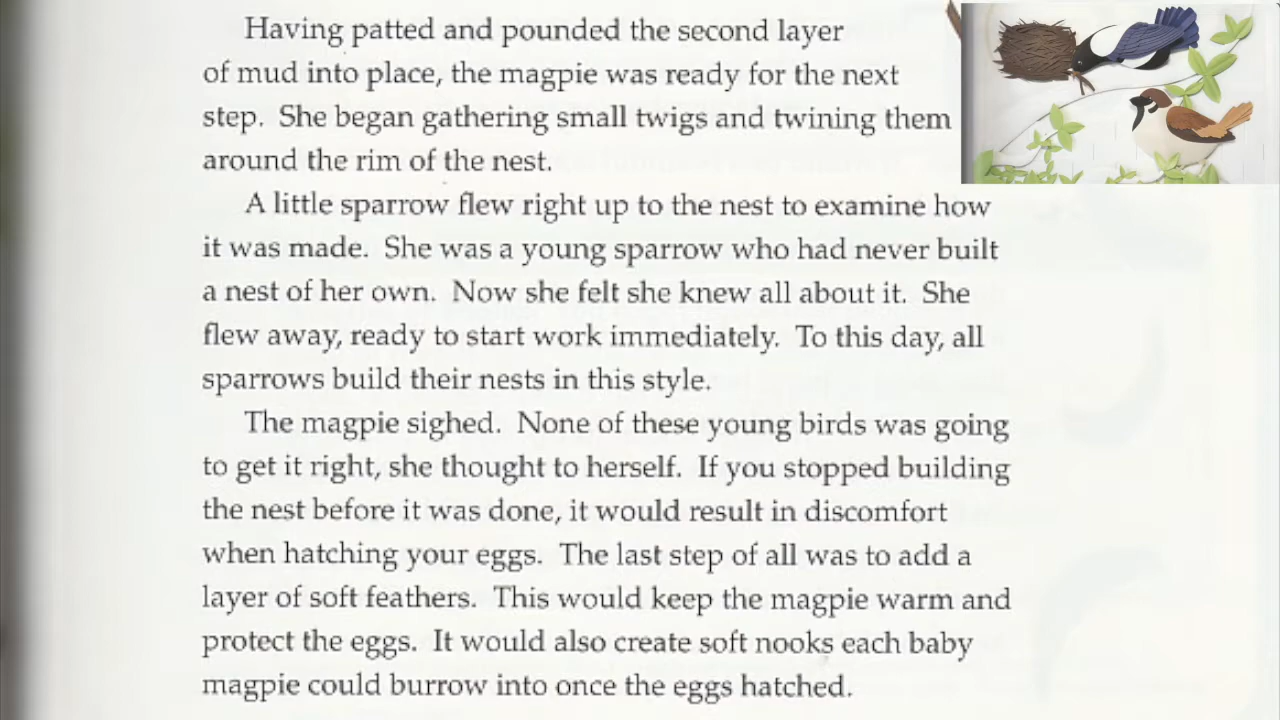 Having patted and pounded the second layer
of mud into place, the magpie was ready for the next
step. She began gathering small twigs and twining them
around the rim of the nest.
A little sparrow flew right up to the nest to examine how
it was made. She was a young sparrow who had never built
a nest of her own. Now she felt she knew all about it. She
flew away, ready to start work immediately. To this day, all
sparrows build their nests in this style.
The magpie sighed. None of these young birds was going
to get it right, she thought to herself. If you stopped building
the nest before it was done, it would result in discomfort
when hatching your eggs. The last step of all was to add a
layer of soft feathers. This would keep the magpie warm and
protect the eggs. It would also create soft nooks each baby
magpie could burrow into once the eggs hatched.